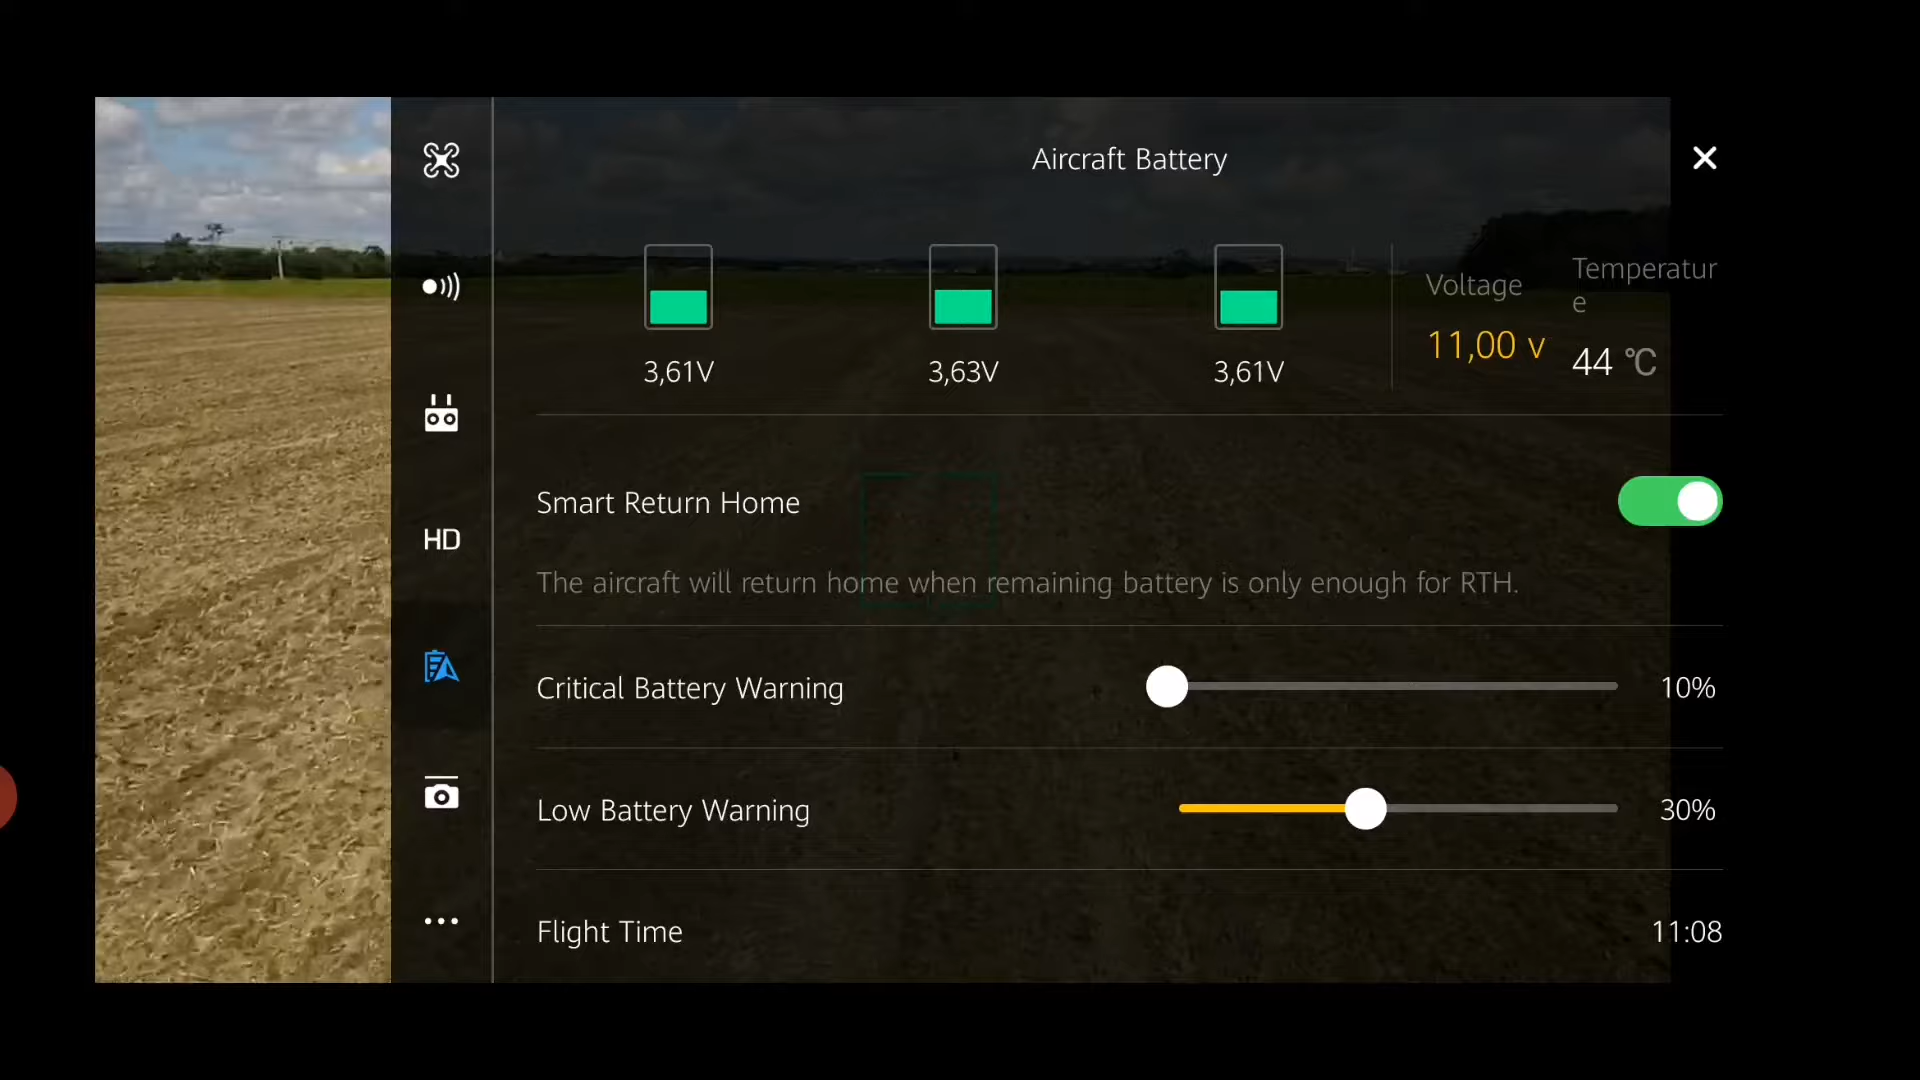 Aircraft Battery
3,61V
3,63V
3,61V
Voltage
11,00 v
Temperatur
e
44 ℃
Smart Return Home
The aircraft will return home when remaining battery is only enough for RTH.
HD
Critical Battery Warning
10%
Low Battery Warning
30%
Flight Time
11:08